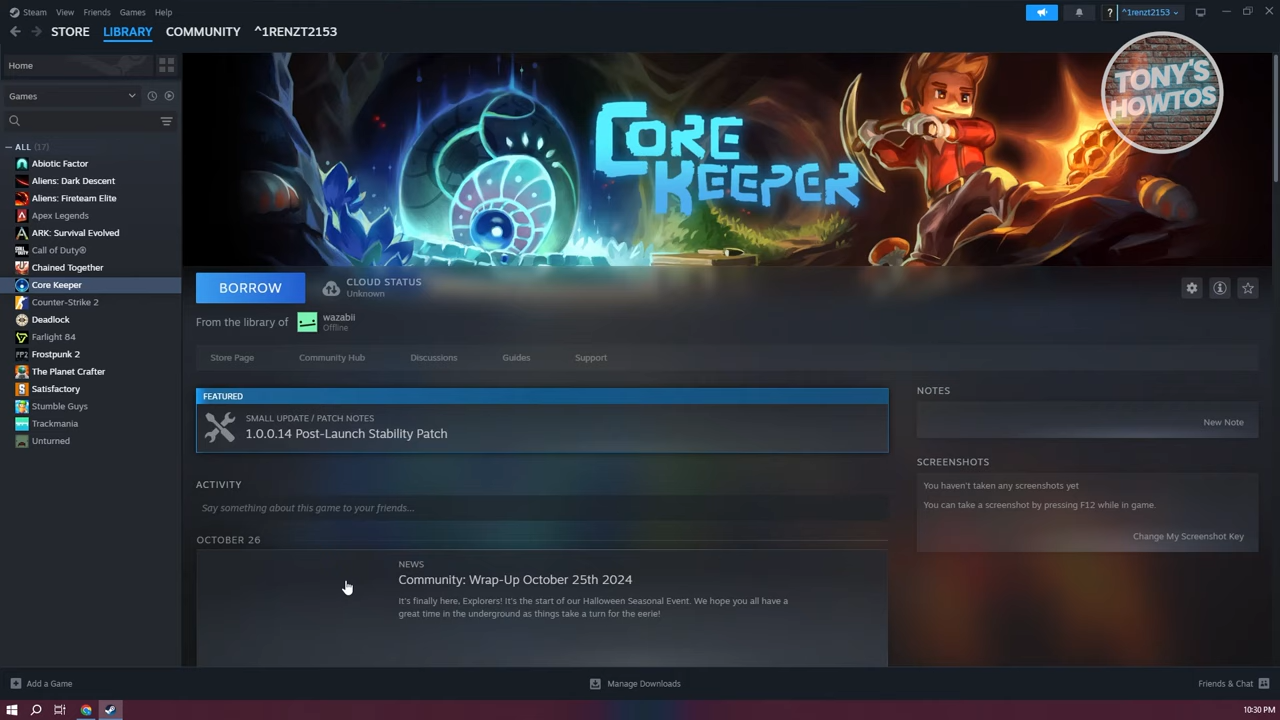 Steam View Friends Games Help
? ^1renzt2153
STORE LIBRARY COMMUNITY ^1RENZT2153
TONY'S
HOWTOS
Home
Games
ALL (17)
Abiotic Factor
Aliens: Dark Descent
Aliens: Fireteam Elite
Apex Legends
ARK: Survival Evolved
Call of Duty®
Chained Together
Core Keeper
Counter-Strike 2
Deadlock
Farlight 84
Frostpunk 2
The Planet Crafter
Satisfactory
Stumble Guys
Trackmania
Unturned
CORE
KEEPER
BORROW
CLOUD STATUS
Unknown
From the library of
wazabii
Offline
Store Page Community Hub Discussions Guides Support
FEATURED
SMALL UPDATE / PATCH NOTES
1.0.0.14 Post-Launch Stability Patch
ACTIVITY
Say something about this game to your friends...
OCTOBER 26
NEWS
Community: Wrap-Up October 25th 2024
It's finally here, Explorers! It's the start of our Halloween Seasonal Event. We hope you all have a
great time in the underground as things take a turn for the eerie!
NOTES
New Note
SCREENSHOTS
You haven't taken any screenshots yet
You can take a screenshot by pressing F12 while in game.
Change My Screenshot Key
Add a Game
Manage Downloads
Friends & Chat
10:30 PM